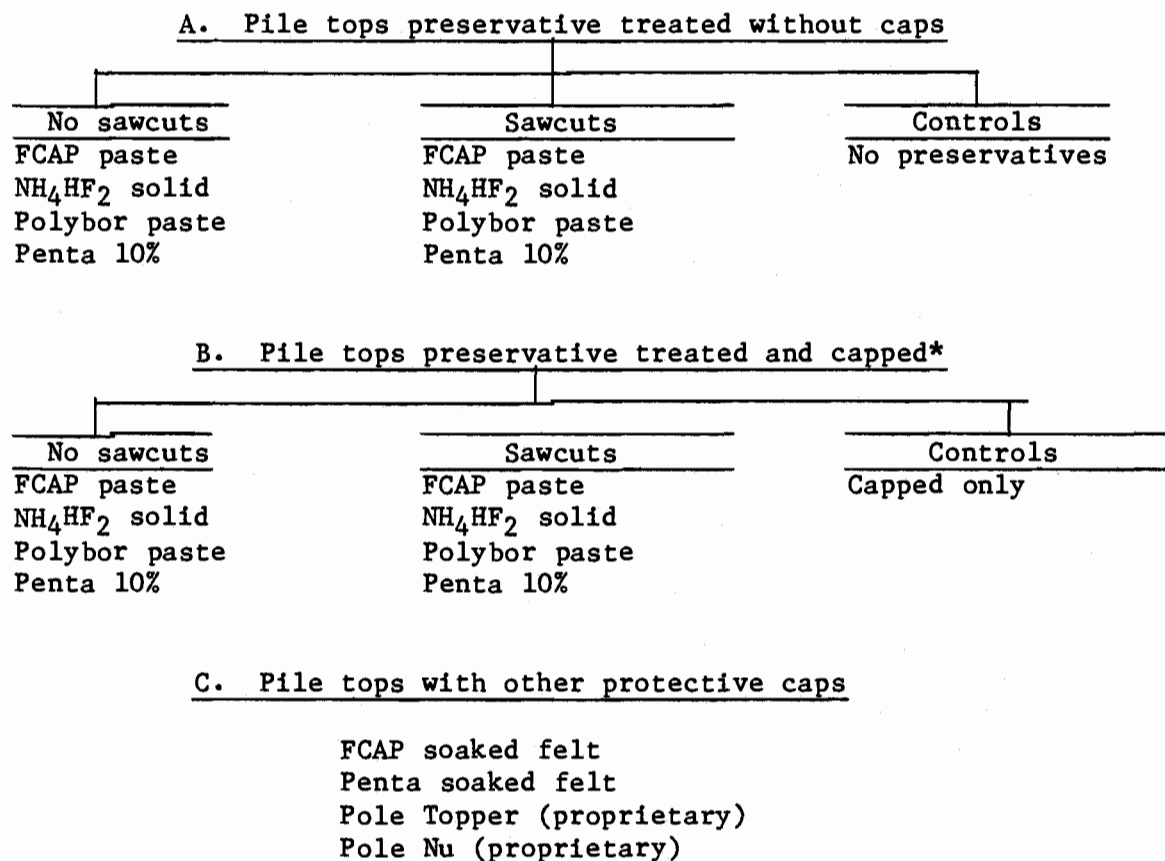 A. Pile tops preservative treated without caps
No sawcuts
FCAP paste
NH4HF2 solid
Polybor paste
Penta 10%
Sawcuts
FCAP paste
NH4HF2 solid
Polybor paste
Penta 10%
Controls
No preservatives
B. Pile tops preservative treated and capped*
No sawcuts
FCAP paste
NH4HF2 solid
Polybor paste
Penta 10%
Sawcuts
FCAP paste
NH4HF2 solid
Polybor paste
Penta 10%
Controls
Capped only
C. Pile tops with other protective caps
FCAP soaked felt
Penta soaked felt
Pole Topper (proprietary)
Pole Nu (proprietary)